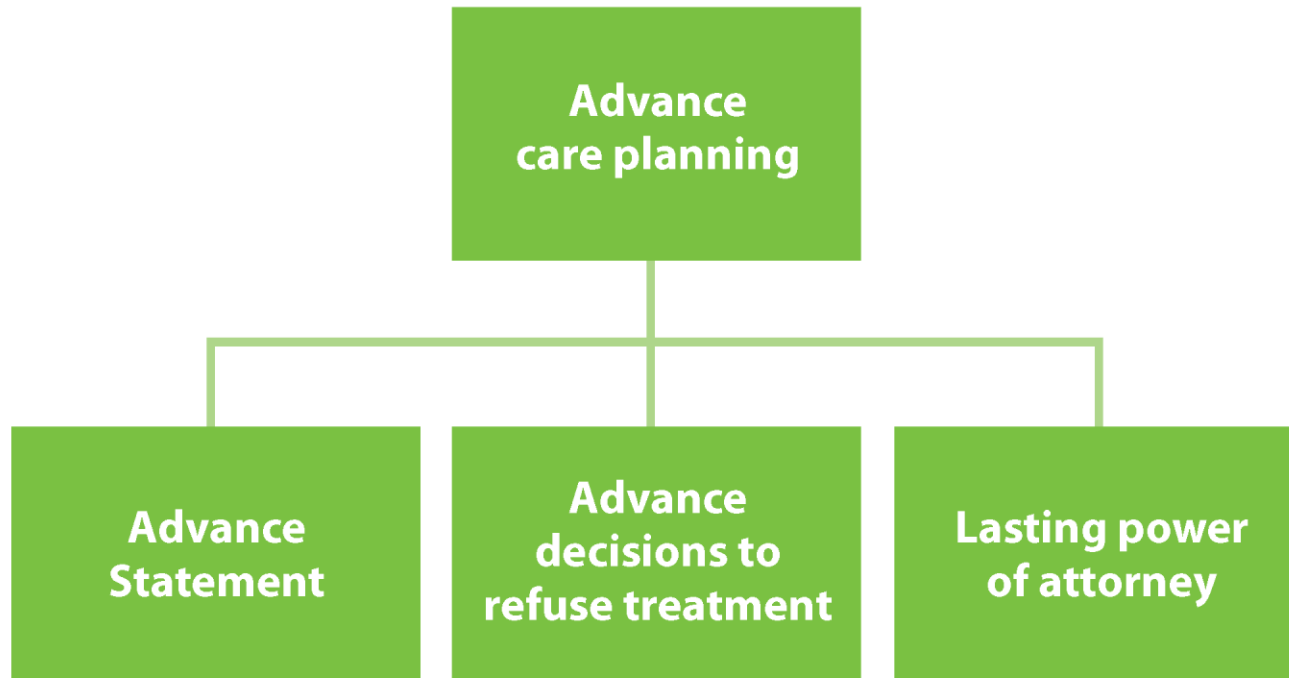 Advance
care planning
Advance
Statement
Advance
decisions to
refuse treatment
Lasting power
of attorney